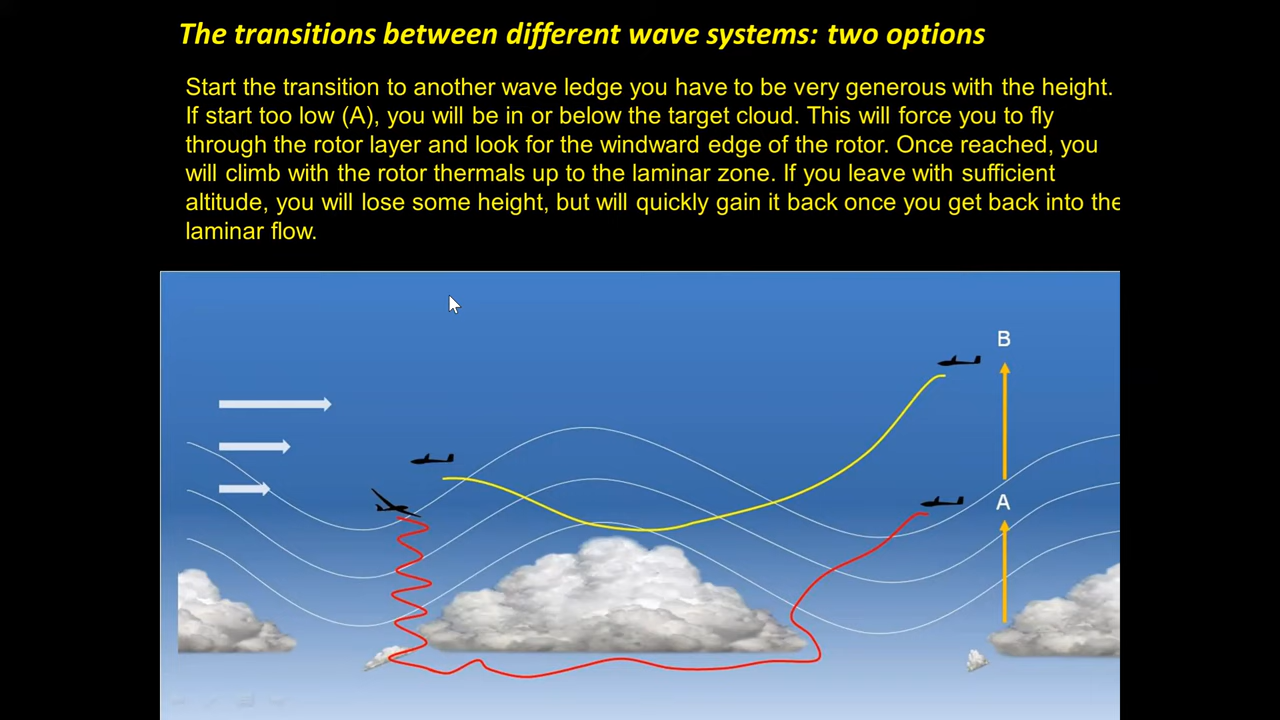 The transitions between different wave systems: two options
Start the transition to another wave ledge you have to be very generous with the height.
If start too low (A), you will be in or below the target cloud. This will force you to fly
through the rotor layer and look for the windward edge of the rotor. Once reached, you
will climb with the rotor thermals up to the laminar zone. If you leave with sufficient
altitude, you will lose some height, but will quickly gain it back once you get back into the
laminar flow.
B
A